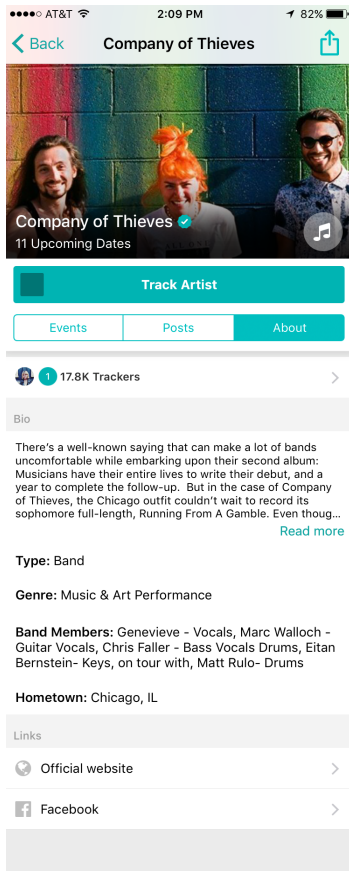 AT&T 2:09 PM 82%
Back Company of Thieves
Company of Thieves
11 Upcoming Dates
Track Artist
Events Posts About
1 17.8K Trackers
Bio
There's a well-known saying that can make a lot of bands
uncomfortable while embarking upon their second album:
Musicians have their entire lives to write their debut, and a
year to complete the follow-up. But in the case of Company
of Thieves, the Chicago outfit couldn't wait to record its
sophomore full-length, Running From A Gamble. Even thoug...
Read more
Type: Band
Genre: Music & Art Performance
Band Members: Genevieve - Vocals, Marc Walloch -
Guitar Vocals, Chris Faller - Bass Vocals Drums, Eitan
Bernstein- Keys, on tour with, Matt Rulo- Drums
Hometown: Chicago, IL
Links
Official website
Facebook